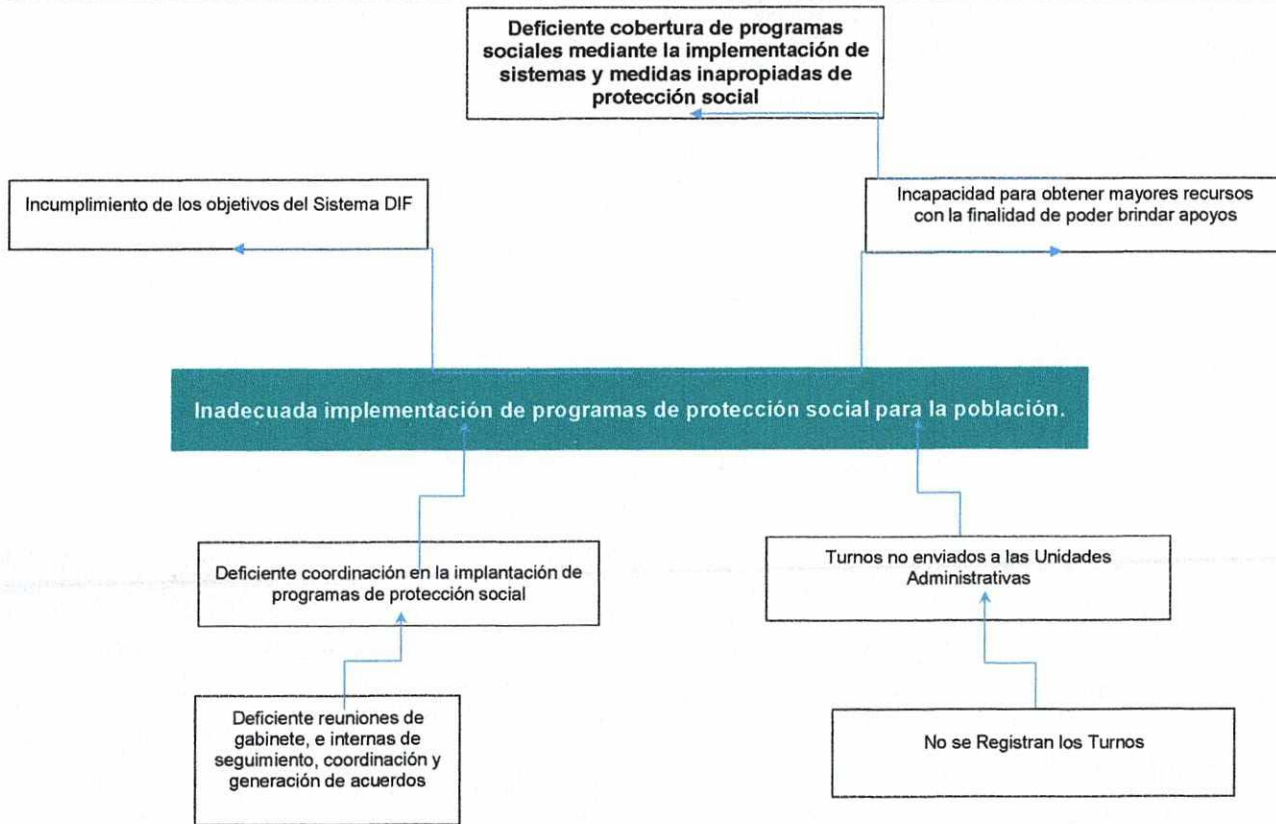 Deficiente cobertura de programas
sociales mediante la implementación de
sistemas y medidas inapropiadas de
protección social
Incumplimiento de los objetivos del Sistema DIF
Incapacidad para obtener mayores recursos
con la finalidad de poder brindar apoyos
Inadecuada implementación de programas de protección social para la población.
Deficiente coordinación en la implantación de
programas de protección social
Turnos no enviados a las Unidades
Administrativas
Deficiente reuniones de
gabinete, e internas de
seguimiento, coordinación y
generación de acuerdos
No se Registran los Turnos